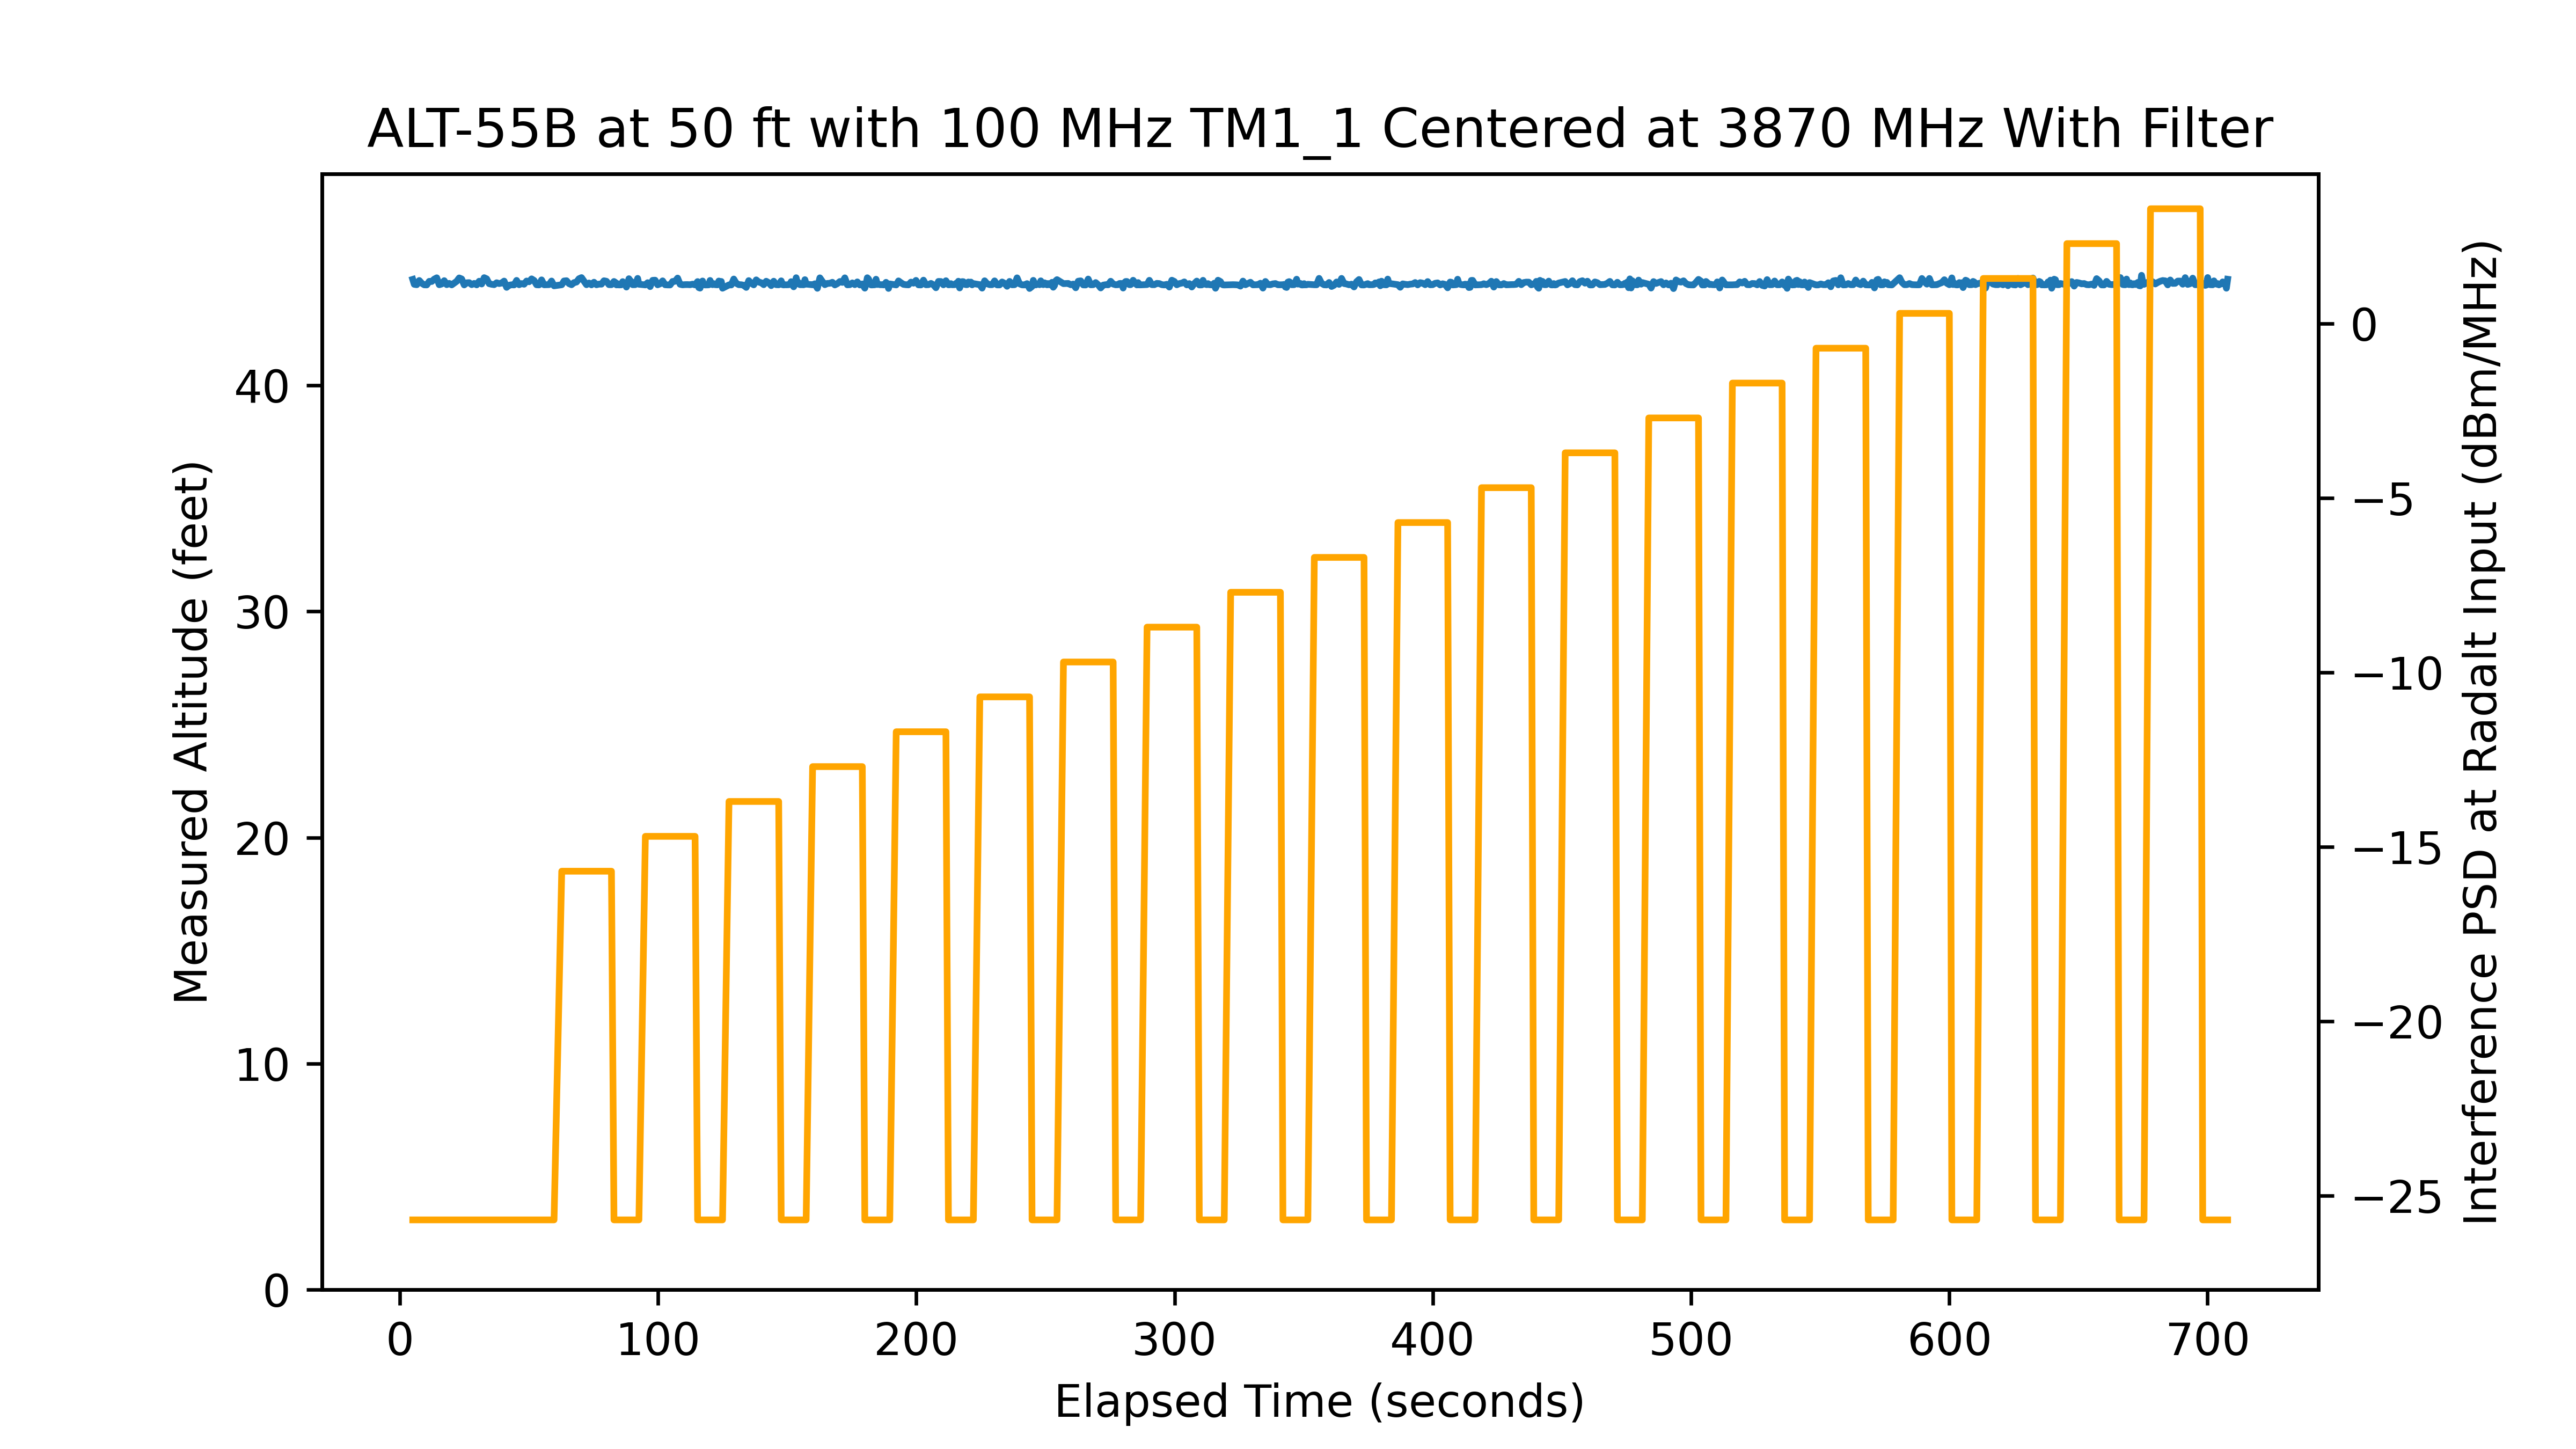 ALT-55B at 50 ft with 100 MHz TM1_1 Centered at 3870 MHz With Filter
Measured Altitude (feet)
40
30
20
10
0
0
−5
−10
−15
−20
−25
Interference PSD at Radalt Input (dBm/MHz)
0 100 200 300 400 500 600 700
Elapsed Time (seconds)